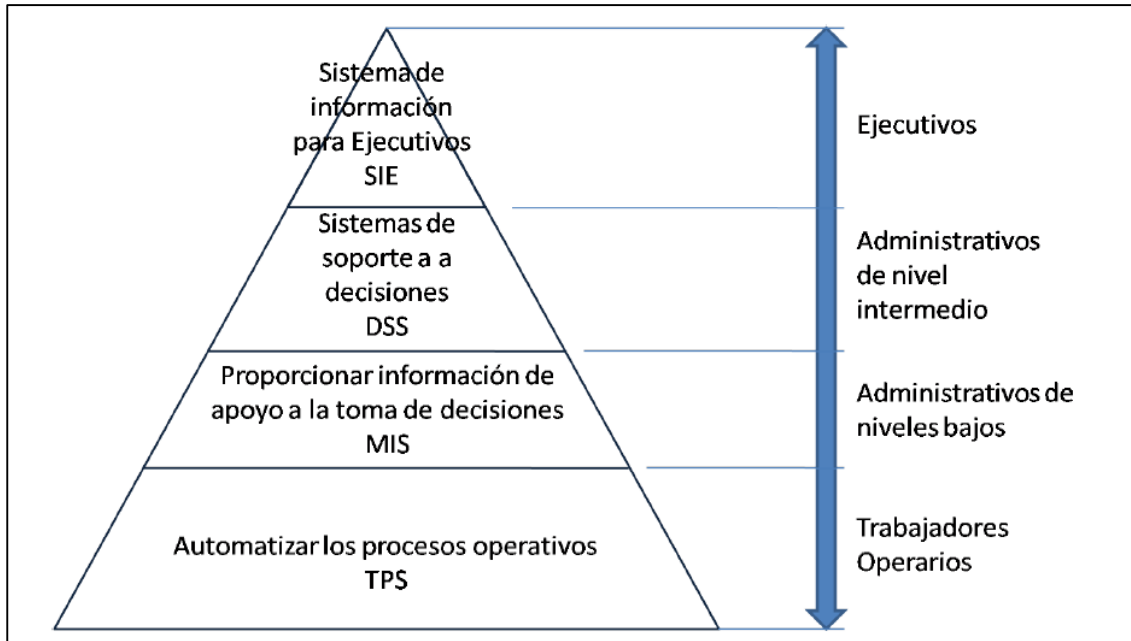 Sistema de
información
para Ejecutivos
SIE
Ejecutivos
Sistemas de
soporte a a
decisiones
DSS
Administrativos
de nivel
intermedio
Proporcionar información de
apoyo a la toma de decisiones
MIS
Administrativos de
niveles bajos
Automatizar los procesos operativos
TPS
Trabajadores
Operarios